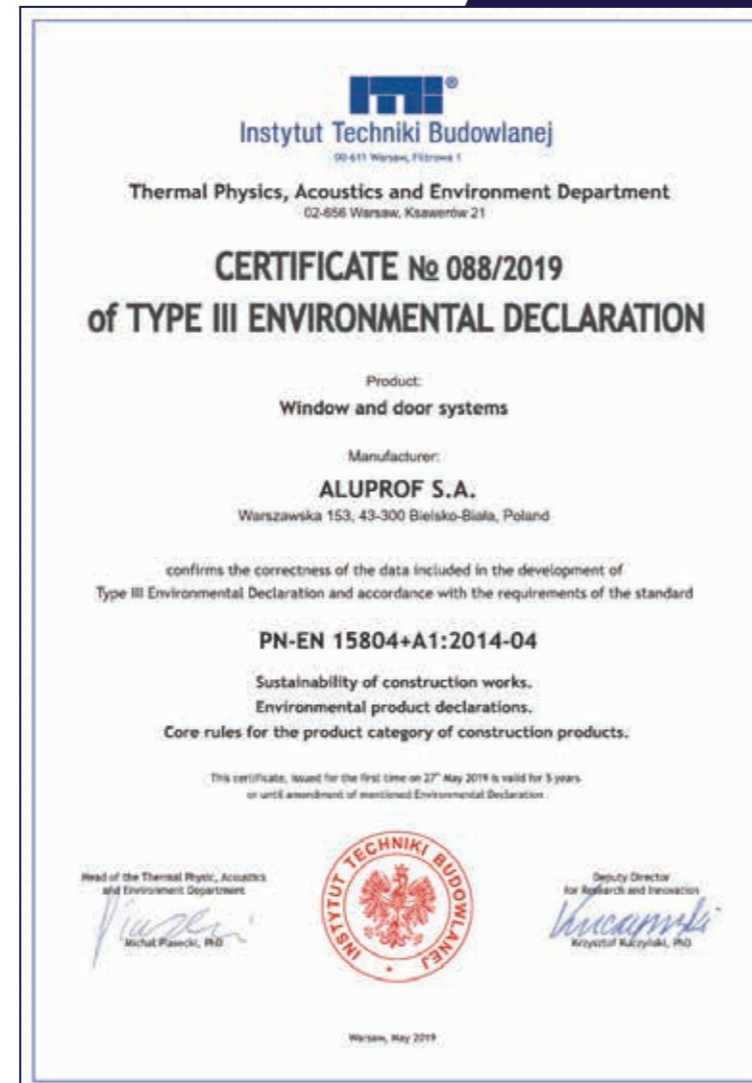 ITB®
Instytut Techniki Budowlanej
00-611 Warsaw, Filtrowa 1
Thermal Physics, Acoustics and Environment Department
02-656 Warsaw, Ksawerów 21
CERTIFICATE № 088/2019
of TYPE III ENVIRONMENTAL DECLARATION
Product:
Window and door systems
Manufacturer:
ALUPROF S.A.
Warszawska 153, 43-300 Bielsko-Biała, Poland
confirms the correctness of the data included in the development of
Type III Environmental Declaration and accordance with the requirements of the standard
PN-EN 15804+A1:2014-04
Sustainability of construction works.
Environmental product declarations.
Core rules for the product category of construction products.
This certificate, issued for the first time on 27th May 2019 is valid for 5 years
or until amendment of mentioned Environmental Declaration
Head of the Thermal Physic, Acoustics
and Environment Department
Michał Piasecki, PhD
INSTYTUT TECHNIKI BUDOWLANEJ
Deputy Director
for Research and Innovation
Krzysztof Kuczyński, PhD
Warsaw, May 2019